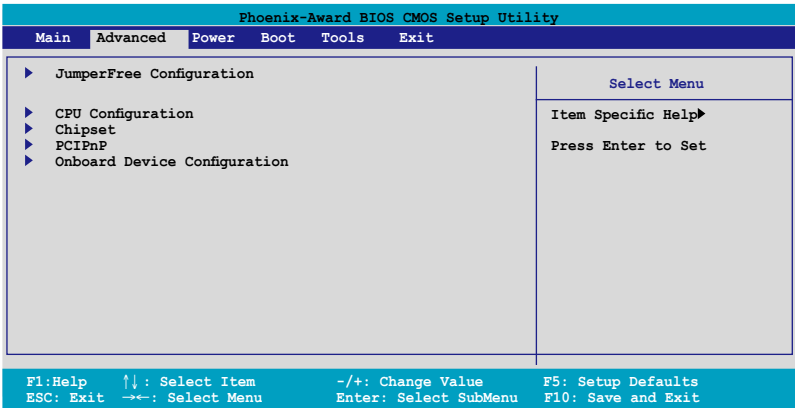 Phoenix-Award BIOS CMOS Setup Utility
Main Advanced Power Boot Tools Exit
JumperFree Configuration
Select Menu
CPU Configuration
Item Specific Help▶
Chipset
PCIPnP
Press Enter to Set
Onboard Device Configuration
F1:Help ↑↓: Select Item -/+: Change Value F5: Setup Defaults
ESC: Exit →←: Select Menu Enter: Select SubMenu F10: Save and Exit